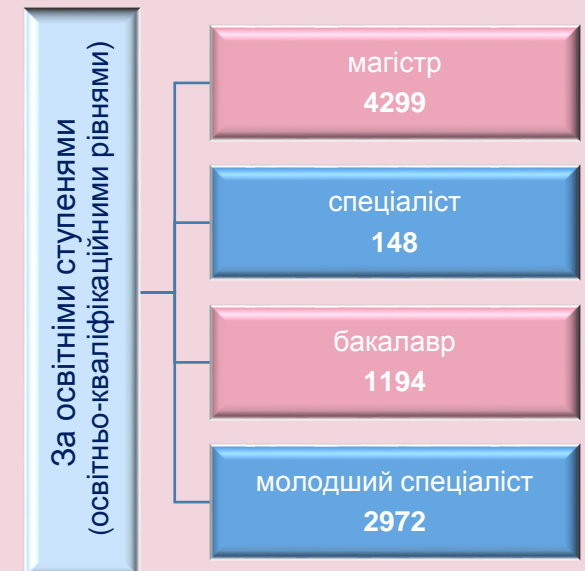 За освітніми ступенями
(освітньо-кваліфікаційними рівнями)
магістр
4299
спеціаліст
148
бакалавр
1194
молодший спеціаліст
2972